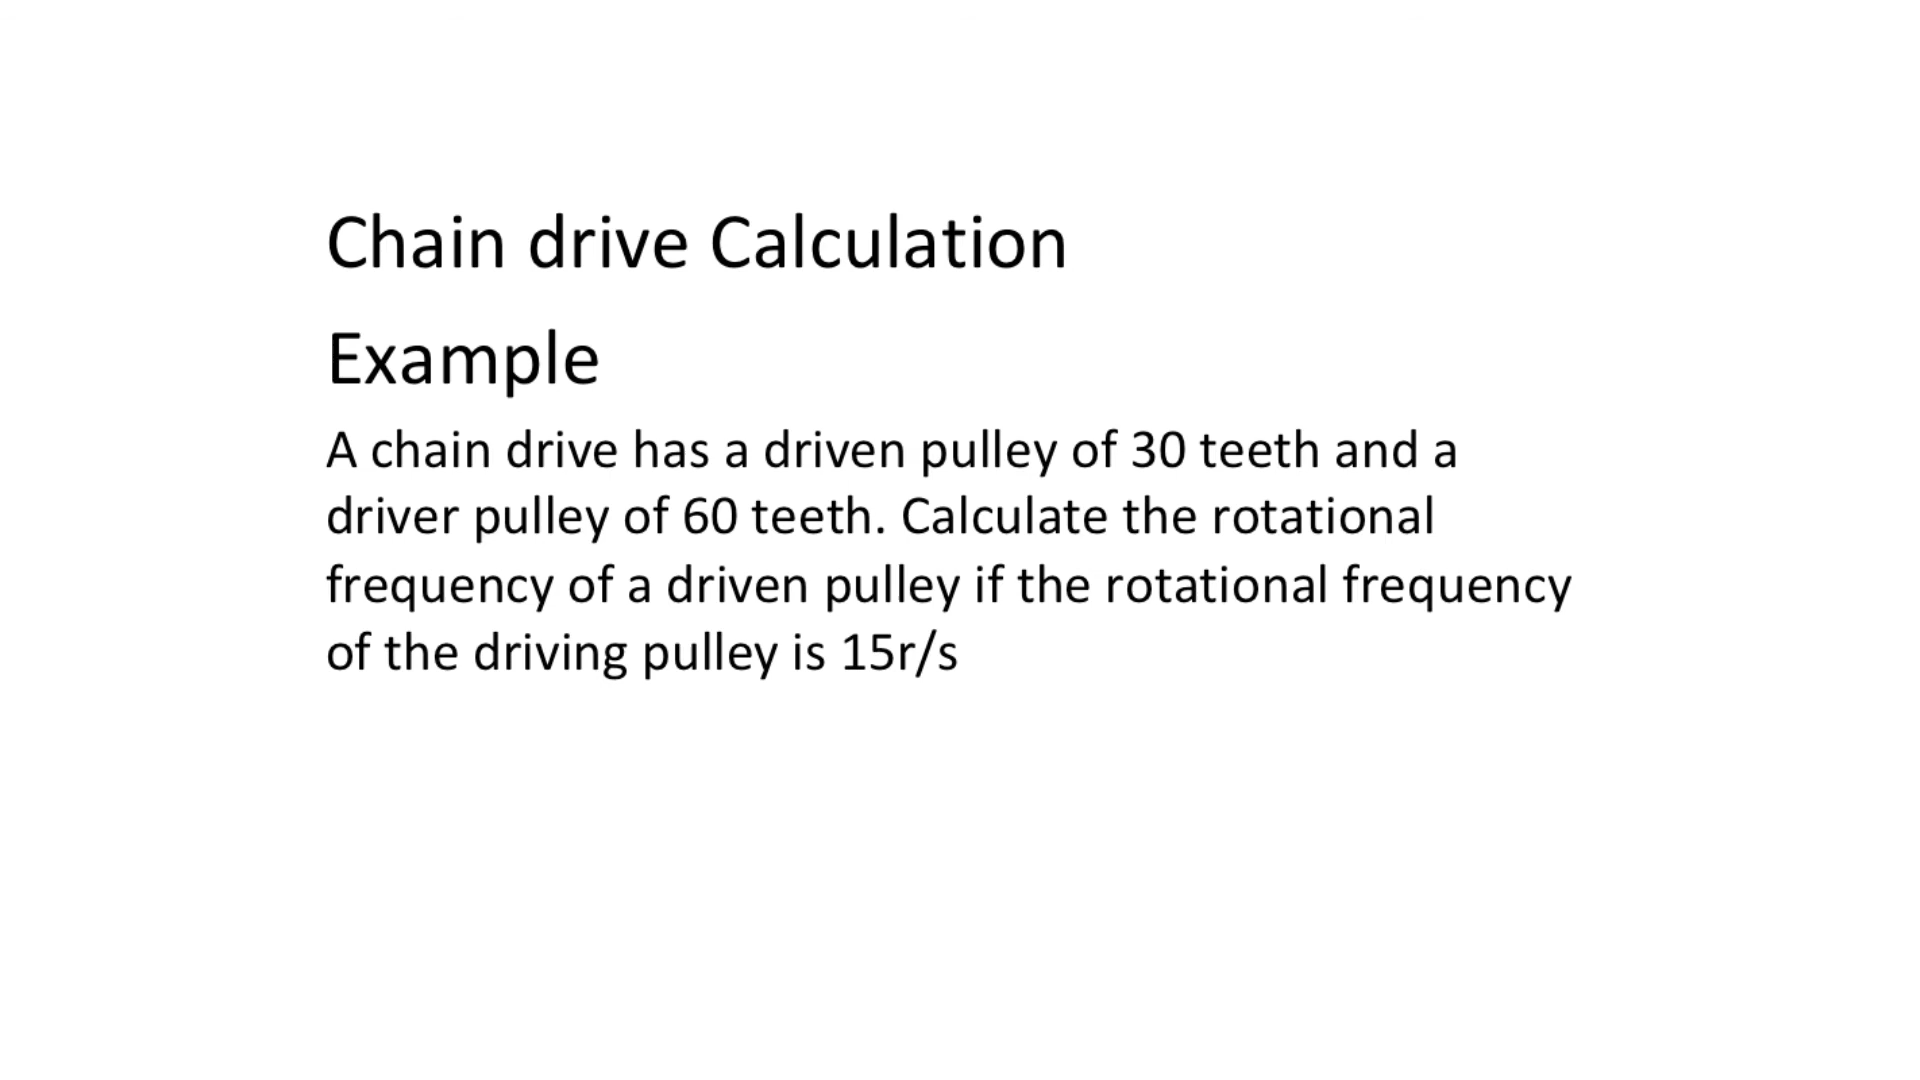 Chain drive Calculation
Example
A chain drive has a driven pulley of 30 teeth and a
driver pulley of 60 teeth. Calculate the rotational
frequency of a driven pulley if the rotational frequency
of the driving pulley is 15r/s